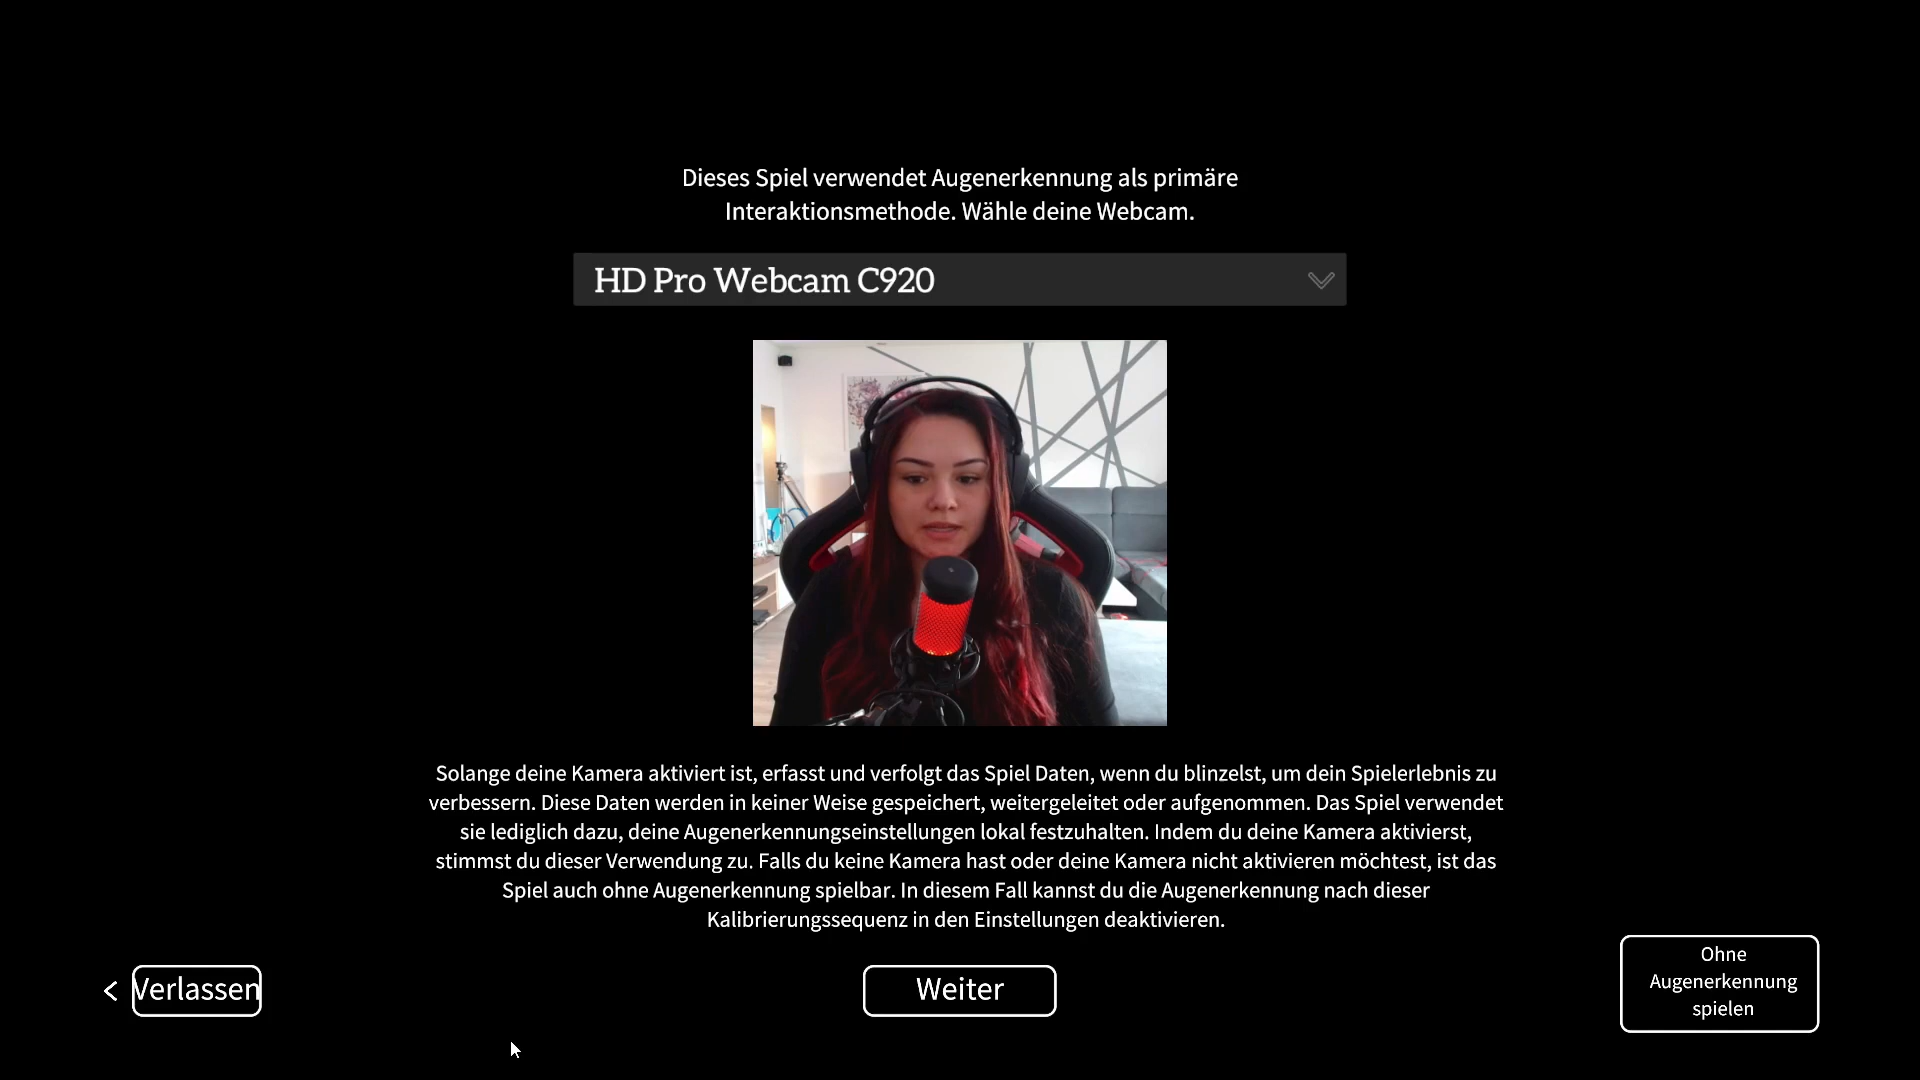 Dieses Spiel verwendet Augenerkennung als primäre
Interaktionsmethode. Wähle deine Webcam.
HD Pro Webcam C920
Solange deine Kamera aktiviert ist, erfasst und verfolgt das Spiel Daten, wenn du blinzelst, um dein Spielerlebnis zu
verbessern. Diese Daten werden in keiner Weise gespeichert, weitergeleitet oder aufgenommen. Das Spiel verwendet
sie lediglich dazu, deine Augenerkennungseinstellungen lokal festzuhalten. Indem du deine Kamera aktivierst,
stimmst du dieser Verwendung zu. Falls du keine Kamera hast oder deine Kamera nicht aktivieren möchtest, ist das
Spiel auch ohne Augenerkennung spielbar. In diesem Fall kannst du die Augenerkennung nach dieser
Kalibrierungssequenz in den Einstellungen deaktivieren.
< Verlassen
Weiter
Ohne
Augenerkennung
spielen